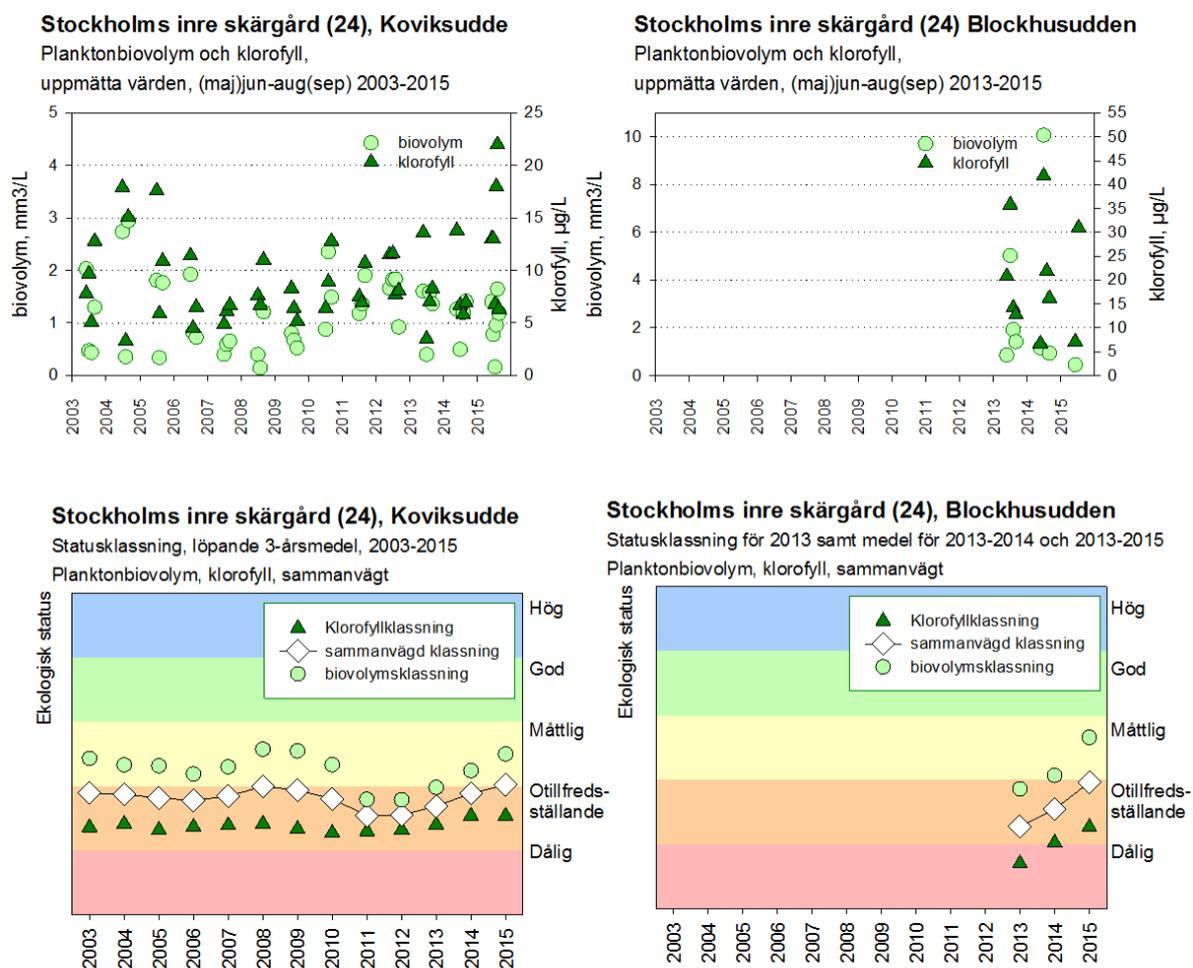 Stockholms inre skärgård (24), Koviksudde
Planktonbiovolym och klorofyll,
uppmätta värden, (maj)jun-aug(sep) 2003-2015
5
4
3
2
1
0
25
20
15
10
5
0
biovolym, mm3/L
klorofyll, µg/L
biovolym
klorofyll
2003 2004 2005 2006 2007 2008 2009 2010 2011 2012 2013 2014 2015
Stockholms inre skärgård (24) Blockhusudden
Planktonbiovolym och klorofyll,
uppmätta värden, (maj)jun-aug(sep) 2013-2015
10
8
6
4
2
0
55
50
45
40
35
30
25
20
15
10
5
0
biovolym, mm3/L
klorofyll, µg/L
biovolym
klorofyll
2003 2004 2005 2006 2007 2008 2009 2010 2011 2012 2013 2014 2015
Stockholms inre skärgård (24), Koviksudde
Statusklassning, löpande 3-årsmedel, 2003-2015
Planktonbiovolym, klorofyll, sammanvägt
Ekologisk status
Klorofyllklassning
sammanvägd klassning
biovolymsklassning
Hög
God
Måttlig
Otillfreds-
ställande
Dålig
2003 2004 2005 2006 2007 2008 2009 2010 2011 2012 2013 2014 2015
Stockholms inre skärgård (24), Blockhusudden
Statusklassning för 2013 samt medel för 2013-2014 och 2013-2015
Planktonbiovolym, klorofyll, sammanvägt
Ekologisk status
Klorofyllklassning
sammanvägd klassning
biovolymsklassning
Hög
God
Måttlig
Otillfreds-
ställande
Dålig
2003 2004 2005 2006 2007 2008 2009 2010 2011 2012 2013 2014 2015